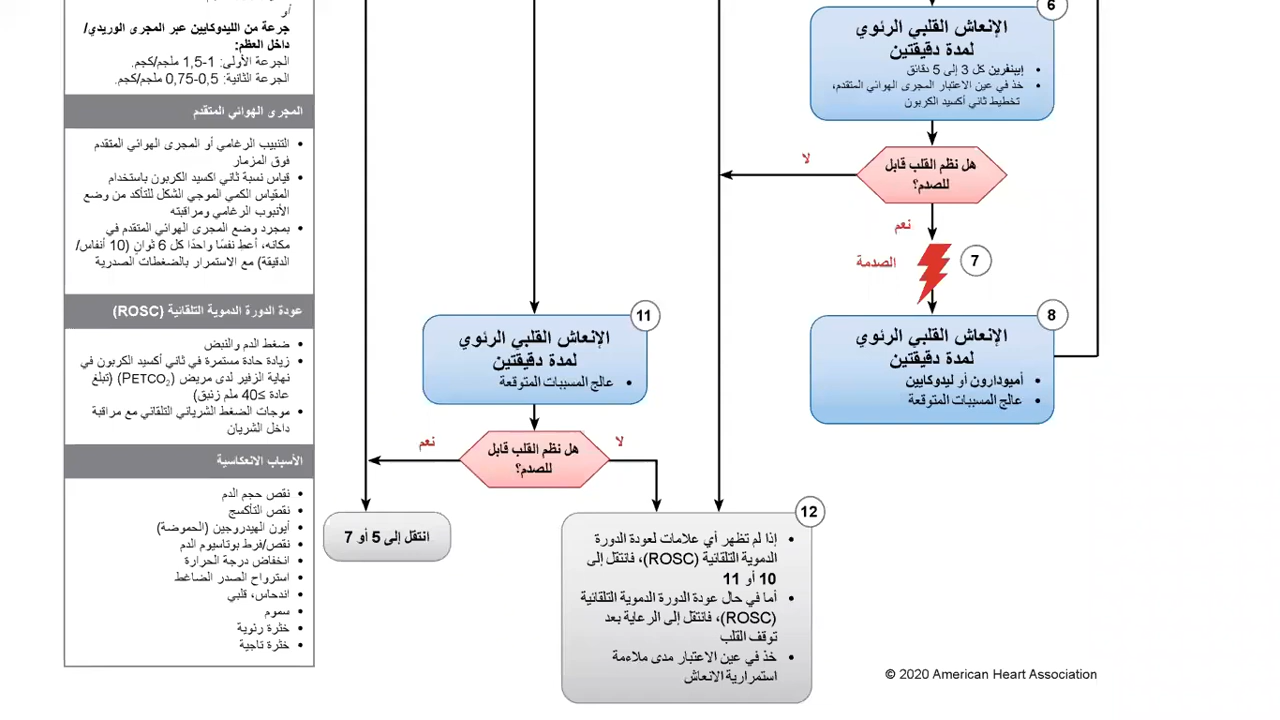 6
الإنعاش القلبي الرئوي
لمدة دقيقتين
• إبينفرين كل 3 إلى 5 دقائق
• خذ في عين الاعتبار المجرى الهوائي المتقدم،
تخطيط ثاني أكسيد الكربون
هل نظم القلب قابل
للصدم؟
لا
نعم
7
الصدمة
8
الإنعاش القلبي الرئوي
لمدة دقيقتين
• أميودارون أو ليدوكايين
• عالج المسببات المتوقعة
11
الإنعاش القلبي الرئوي
لمدة دقيقتين
• عالج المسببات المتوقعة
هل نظم القلب قابل
للصدم؟
لا
نعم
12
• إذا لم تظهر أي علامات لعودة الدورة
الدموية التلقائية (ROSC)، فانتقل إلى
10 أو 11
• أما في حال عودة الدورة الدموية التلقائية
(ROSC)، فانتقل إلى الرعاية بعد
توقف القلب
• خذ في عين الاعتبار مدى ملاءمة
استمرارية الانعاش
انتقل إلى 5 أو 7
أو
جرعة من الليدوكايين عبر المجرى الوريدي/
داخل العظم:
الجرعة الأولى: 1-1,5 ملجم/كجم.
الجرعة الثانية: 0,5-0,75 ملجم/كجم.
المجرى الهوائي المتقدم
• التنبيب الرغامي أو المجرى الهوائي المتقدم
فوق المزمار
• قياس نسبة ثاني اكسيد الكربون باستخدام
المقياس الكمي الموجي الشكل للتأكد من وضع
الأنبوب الرغامي ومراقبته
• بمجرد وضع المجرى الهوائي المتقدم في
مكانه، أعط نفسًا واحدًا كل 6 ثوانٍ (10 أنفاس/
الدقيقة) مع الاستمرار بالضغطات الصدرية
عودة الدورة الدموية التلقائية (ROSC)
• ضغط الدم والنبض
• زيادة حادة مستمرة في ثاني أكسيد الكربون في
نهاية الزفير لدى مريض (PETCO₂) (تبلغ
عادة ≥40 ملم زئبق)
• موجات الضغط الشرياني التلقائي مع مراقبة
داخل الشريان
الأسباب الانعكاسية
• نقص حجم الدم
• نقص التأكسج
• أيون الهيدروجين (الحموضة)
• نقص/فرط بوتاسيوم الدم
• انخفاض درجة الحرارة
• استرواح الصدر الضاغط
• اندحاس، قلبي
• سموم
• خثرة رئوية
• خثرة تاجية
© 2020 American Heart Association